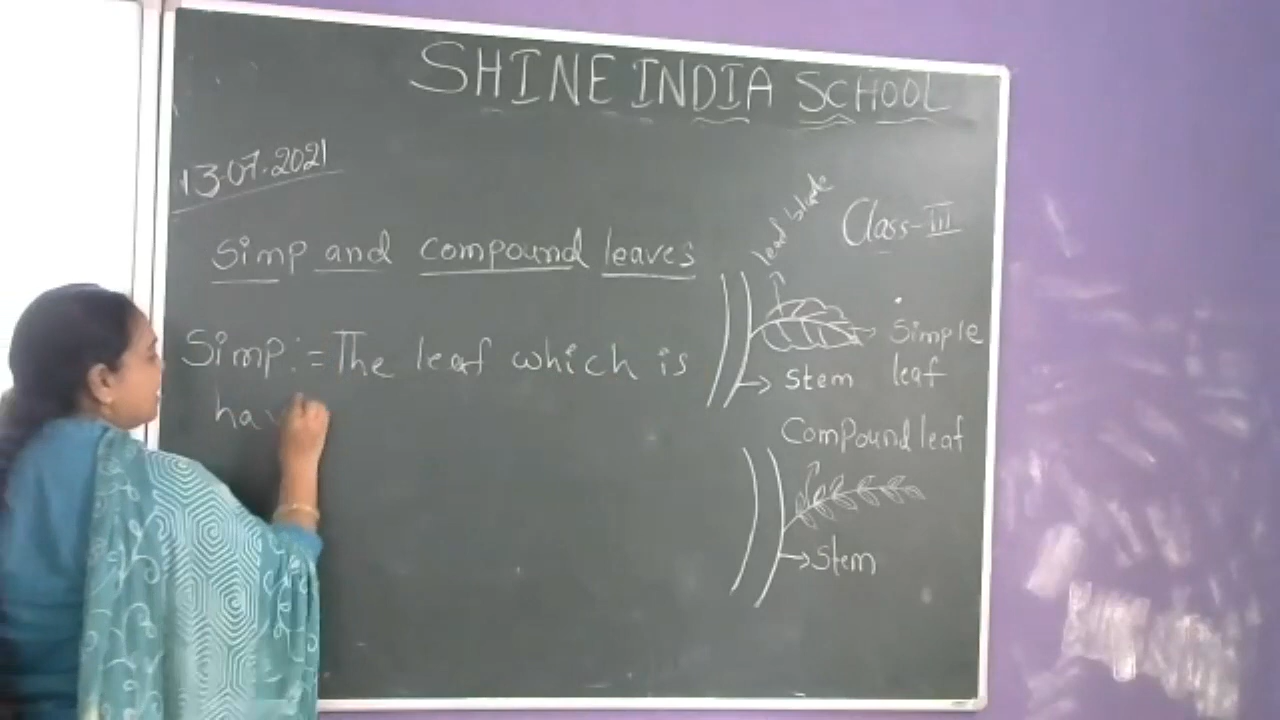 SHINE INDIA SCHOOL
13.07.2021
Class-III
Simp and compound leaves
Simp:= The leaf which is
hav
leaf blade
Simple
leaf
Stem
Compound leaf
Stem